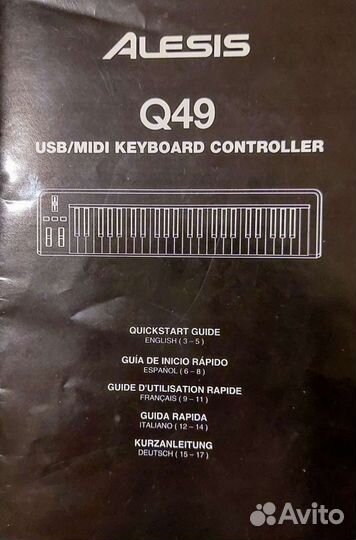 ALESIS
Q49
USB/MIDI KEYBOARD CONTROLLER
QUICKSTART GUIDE
ENGLISH ( 3 – 5 )
GUÍA DE INICIO RÁPIDO
ESPAÑOL ( 6 – 8 )
GUIDE D'UTILISATION RAPIDE
FRANÇAIS ( 9 – 11 )
GUIDA RAPIDA
ITALIANO ( 12 – 14 )
KURZANLEITUNG
DEUTSCH ( 15 – 17 )
Avito